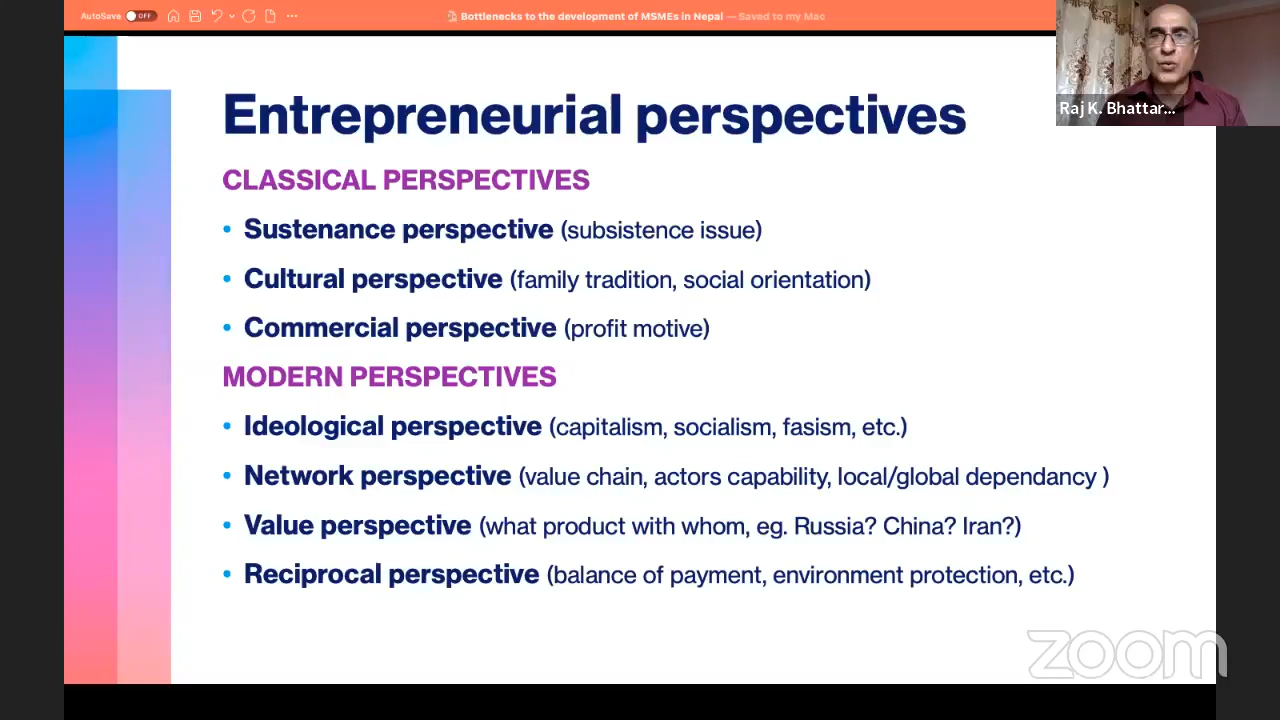 AutoSave OFF
Bottlenecks to the development of MSMEs in Nepal — Saved to my Mac
Raj K. Bhattar...
Entrepreneurial perspectives
CLASSICAL PERSPECTIVES
• Sustenance perspective (subsistence issue)
• Cultural perspective (family tradition, social orientation)
• Commercial perspective (profit motive)
MODERN PERSPECTIVES
• Ideological perspective (capitalism, socialism, fasism, etc.)
• Network perspective (value chain, actors capability, local/global dependancy )
• Value perspective (what product with whom, eg. Russia? China? Iran?)
• Reciprocal perspective (balance of payment, environment protection, etc.)
zoom